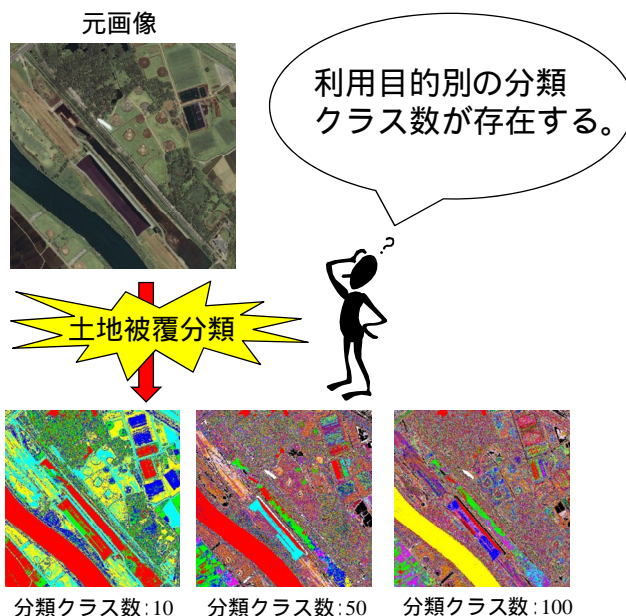 元画像
利用目的別の分類
クラス数が存在する。
?
土地被覆分類
分類クラス数:10
分類クラス数:50
分類クラス数:100